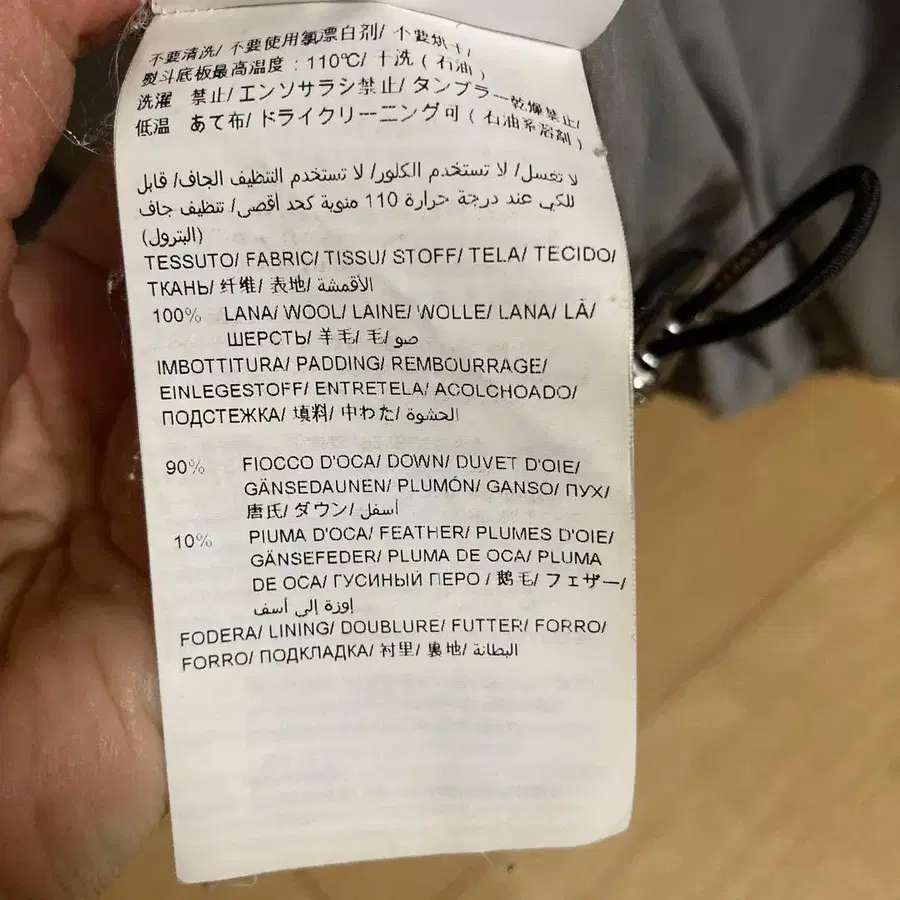 不要清洗/ 不要使用氯漂白剂/ 不要烘干/
熨斗底板最高温度 : 110℃/ 干洗 ( 石油 )
洗濯 禁止/ エンソサラシ禁止/ タンブラー乾燥禁止/
低温 あて布/ ドライクリーニング可 ( 石油系溶剤 )
لا تغسل/ لا تستخدم الكلور/ لا تستخدم التنظيف الجاف/ قابل
للكي عند درجة حرارة 110 مئوية كحد أقصى/ تنظيف جاف
(البترول)
TESSUTO/ FABRIC/ TISSU/ STOFF/ TELA/ TECIDO/
ТКАНЬ/ 纤维/ 表地/ الأقمشة
100% LANA/ WOOL/ LAINE/ WOLLE/ LANA/ LÃ/
ШЕРСТЬ/ 羊毛/ 毛/ صو
IMBOTTITURA/ PADDING/ REMBOURRAGE/
EINLEGESTOFF/ ENTRETELA/ ACOLCHOADO/
ПОДСТЕЖКА/ 填料/ 中わた/ الحشوة
90% FIOCCO D'OCA/ DOWN/ DUVET D'OIE/
GÄNSEDAUNEN/ PLUMÓN/ GANSO/ ПУХ/
唐氏/ ダウン/ أسفل
10% PIUMA D'OCA/ FEATHER/ PLUMES D'OIE/
GÄNSEFEDER/ PLUMA DE OCA/ PLUMA
DE OCA/ ГУСИНЫЙ ПЕРО / 鹅毛/ フェザー/
إوزة إلى أسف
FODERA/ LINING/ DOUBLURE/ FUTTER/ FORRO/
FORRO/ ПОДКЛАДКА/ 衬里/ 裏地/ البطانة